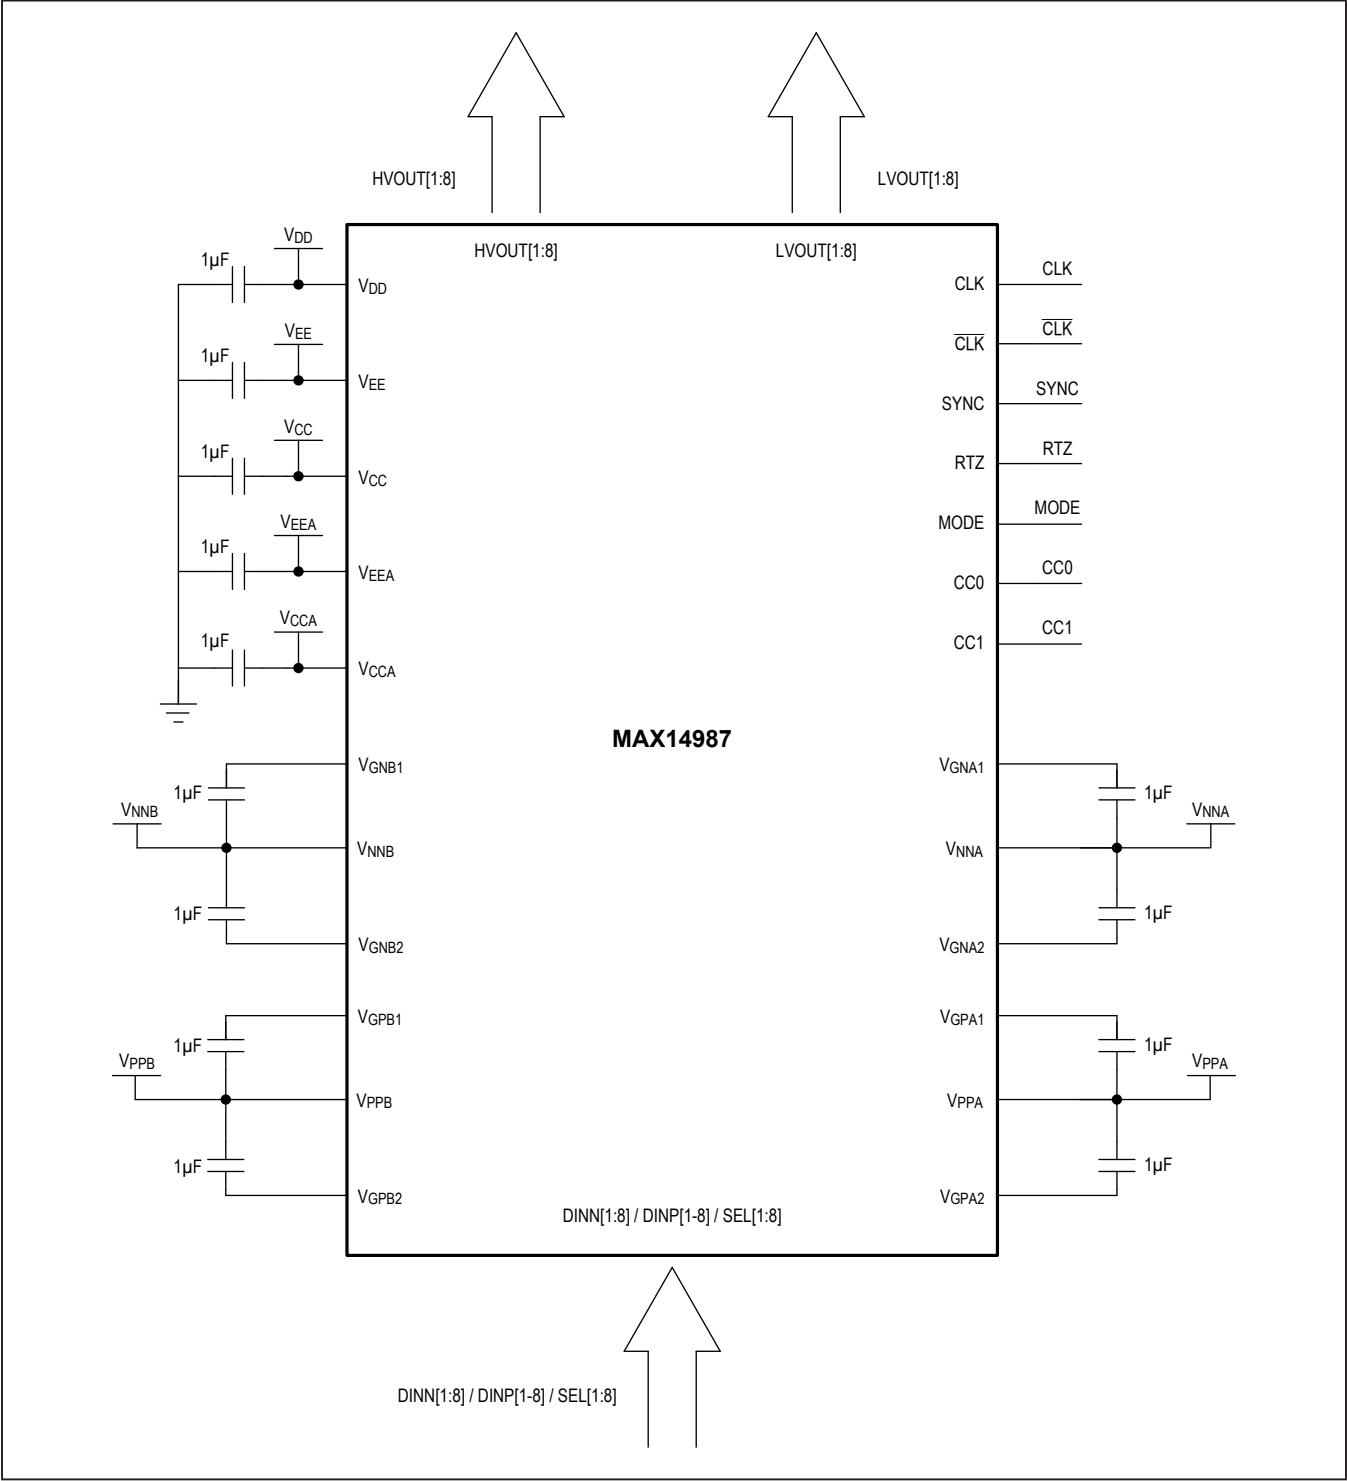 HVOUT[1:8]
LVOUT[1:8]
HVOUT[1:8]
LVOUT[1:8]
VDD
1µF
VDD
CLK
CLK
VEE
1µF
VEE
CLK
CLK
VCC
1µF
VCC
SYNC
SYNC
RTZ
RTZ
VEEA
1µF
VEEA
MODE
MODE
CC0
CC0
VCCA
1µF
VCCA
CC1
CC1
MAX14987
VGNB1
1µF
VNNB
VNNB
1µF
VGNB2
VGNA1
1µF
VNNA
VNNA
1µF
VGNA2
VGPB1
1µF
VPPB
VPPB
1µF
VGPB2
VGPA1
1µF
VPPA
VPPA
1µF
VGPA2
DINN[1:8] / DINP[1-8] / SEL[1:8]
DINN[1:8] / DINP[1-8] / SEL[1:8]